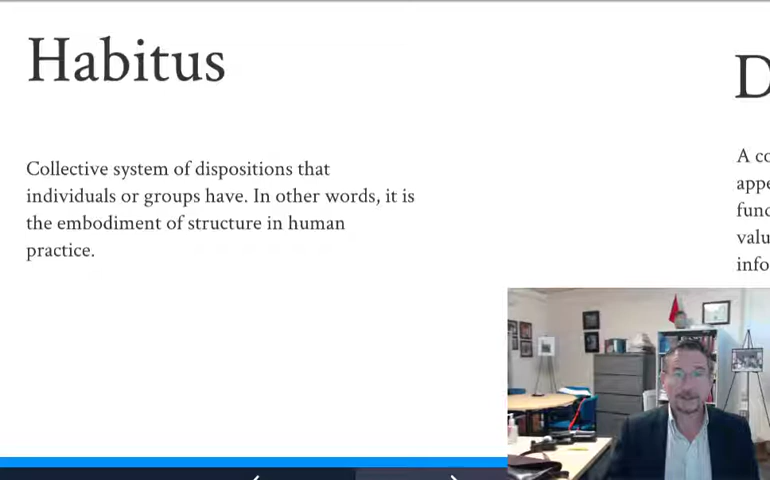 Habitus
Collective system of dispositions that
individuals or groups have. In other words, it is
the embodiment of structure in human
practice.
D
A co
appe
func
valu
info